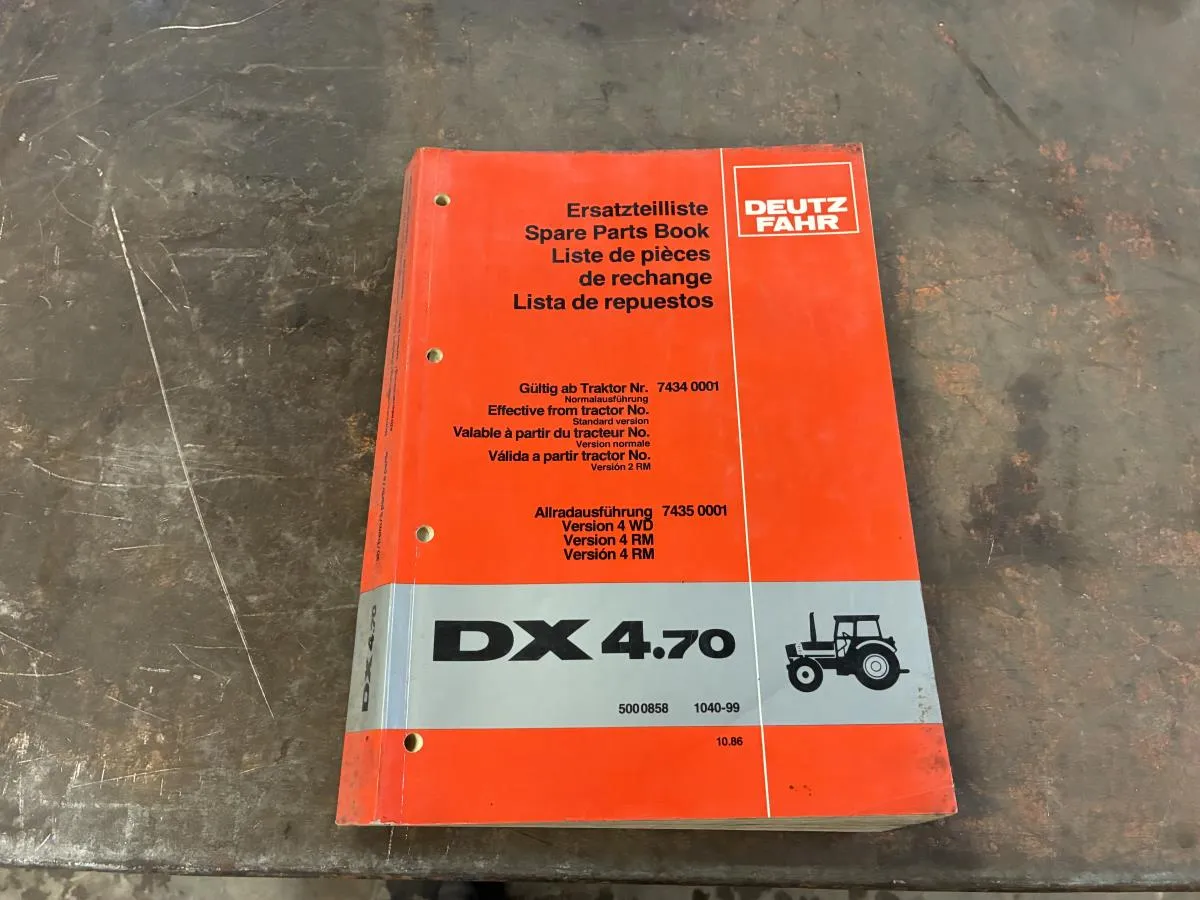 DEUTZ
FAHR
Ersatzteilliste
Spare Parts Book
Liste de pièces
de rechange
Lista de repuestos
Gültig ab Traktor Nr. 7434 0001
Normalausführung
Effective from tractor No.
Standard version
Valable à partir du tracteur No.
Version normale
Válida a partir tractor No.
Versión 2 RM
Allradausführung 7435 0001
Version 4 WD
Version 4 RM
Versión 4 RM
DX 4.70
DX 4.70
500 0858 1040-99
10.86